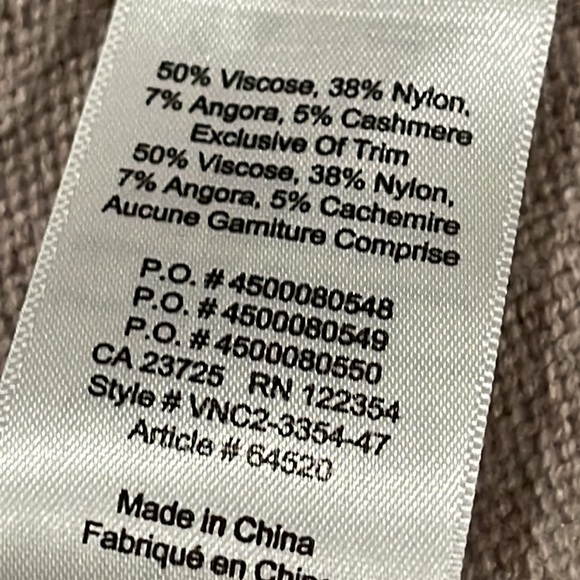 50% Viscose, 38% Nylon,
7% Angora, 5% Cashmere
Exclusive Of Trim
50% Viscose, 38% Nylon,
7% Angora, 5% Cachemire
Aucune Garniture Comprise
P.O. # 4500080548
P.O. # 4500080549
P.O. # 4500080550
CA 23725 RN 122354
Style # VNC2-3354-47
Article # 64520
Made in China
Fabriqué en